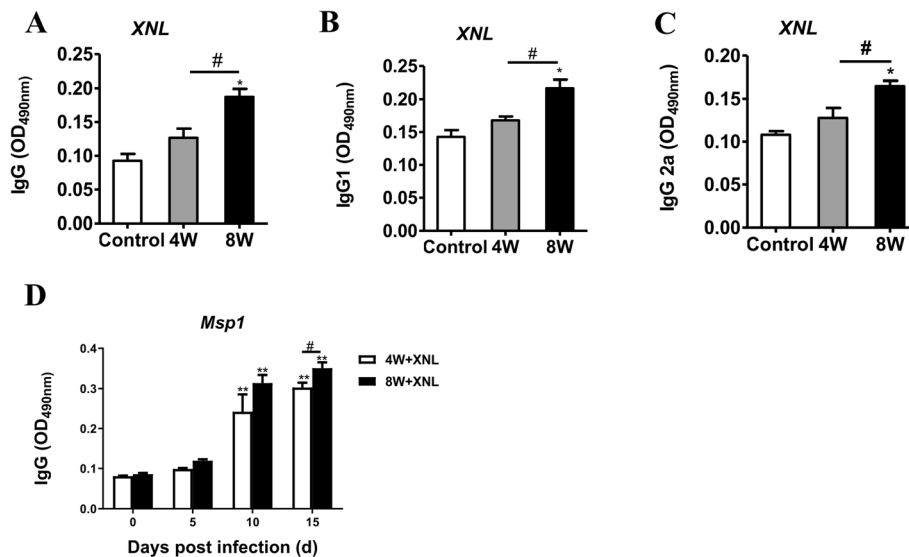 A
XNL
#
*
IgG (OD490nm)
0.20
0.15
0.10
0.05
0.00
Control 4W 8W
B
XNL
#
*
IgG1 (OD490nm)
0.25
0.20
0.15
0.10
0.05
0.00
Control 4W 8W
C
XNL
#
*
IgG 2a (OD490nm)
0.20
0.15
0.10
0.05
0.00
Control 4W 8W
D
Msp1
IgG (OD490nm)
0.4
0.3
0.2
0.1
0.0
** **
#
** **
0 5 10 15
Days post infection (d)
4W+XNL
8W+XNL